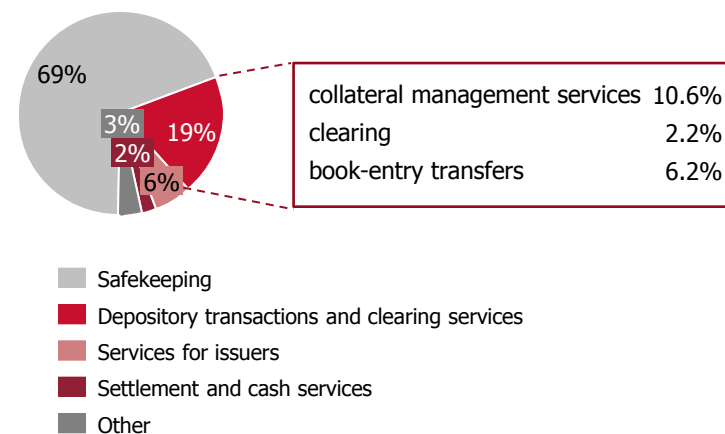 69%
3%
19%
2%
6%
collateral management services 10.6%
clearing 2.2%
book-entry transfers 6.2%
Safekeeping
Depository transactions and clearing services
Services for issuers
Settlement and cash services
Other